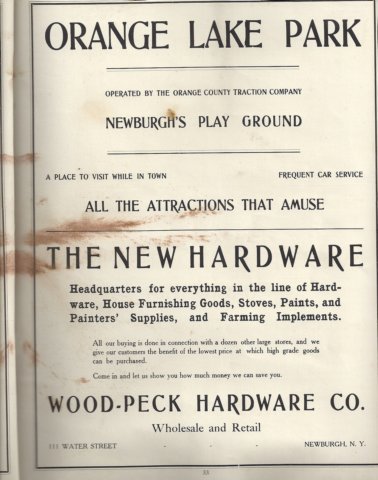 ORANGE LAKE PARK
OPERATED BY THE ORANGE COUNTY TRACTION COMPANY
NEWBURGH'S PLAY GROUND
A PLACE TO VISIT WHILE IN TOWN FREQUENT CAR SERVICE
ALL THE ATTRACTIONS THAT AMUSE
THE NEW HARDWARE
Headquarters for everything in the line of Hard-
ware, House Furnishing Goods, Stoves, Paints, and
Painters' Supplies, and Farming Implements.
All our buying is done in connection with a dozen other large stores, and we
give our customers the benefit of the lowest price at which high grade goods
can be purchased.
Come in and let us show you how much money we can save you.
WOOD-PECK HARDWARE CO.
Wholesale and Retail
111 WATER STREET - - - NEWBURGH, N. Y.
33